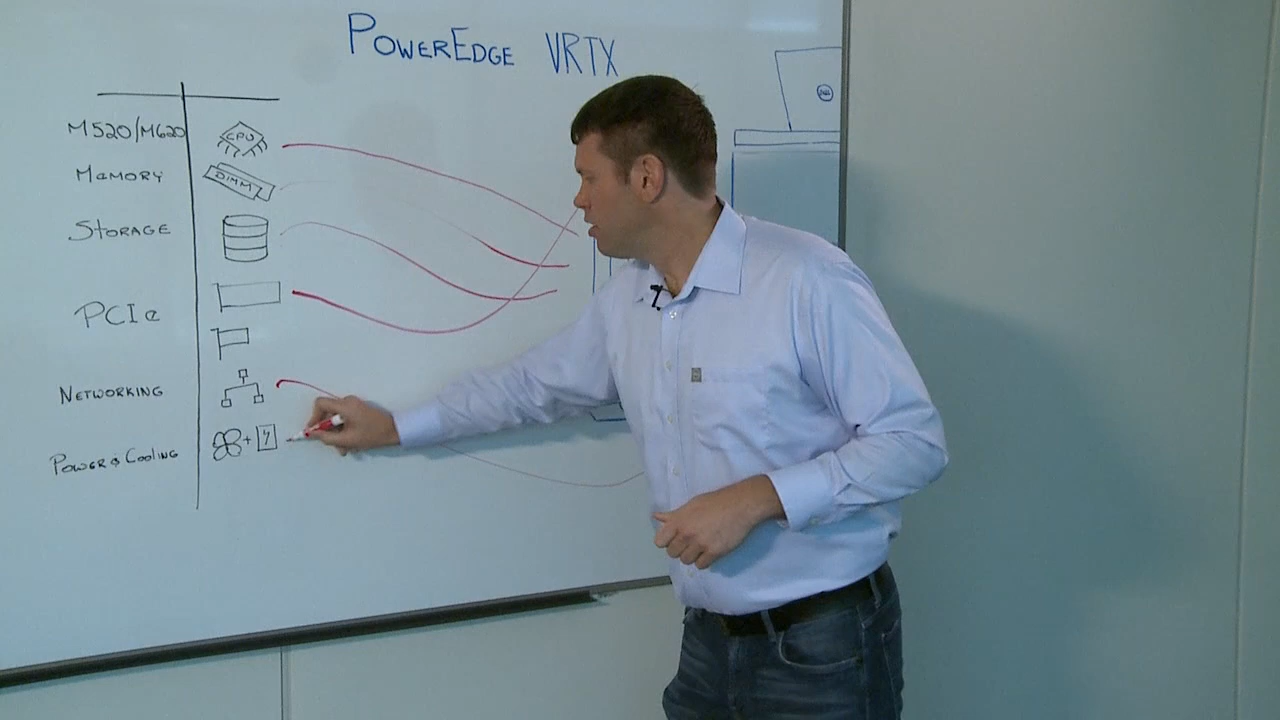 PowerEdge VRTX
M520/M620
CPU
Memory
DIMM
Storage
PCIe
Networking
Power & Cooling
+